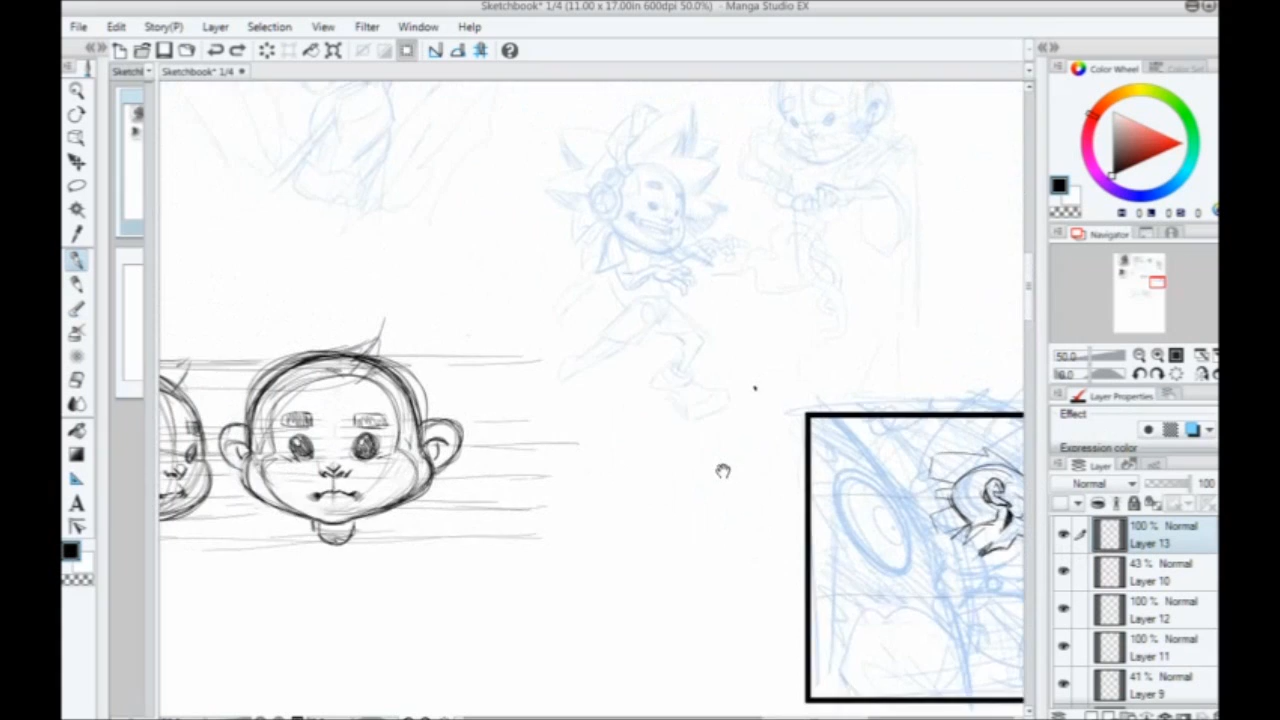 Sketchbook* 1/4 (11.00 x 17.00in 600dpi 50.0%) - Manga Studio EX
File Edit Story(P) Layer Selection View Filter Window Help
Sketchbook* 1/4
Color Wheel
Navigator
50.0
Layer Properties
Effect
Expression color
Layer
Normal 100
100 % Normal
Layer 13
43 % Normal
Layer 10
100 % Normal
Layer 12
100 % Normal
Layer 11
41 % Normal
Layer 9